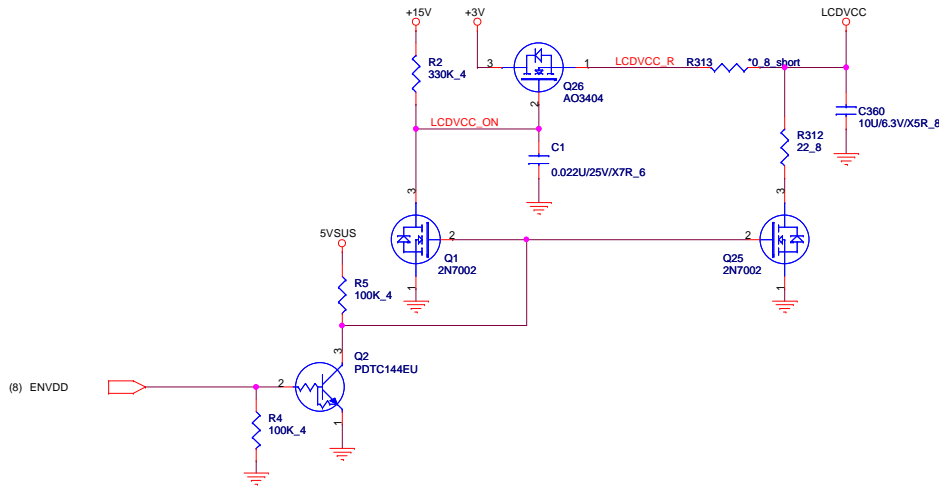 +15V
+3V
LCDVCC
R2
330K_4
3
1
LCDVCC_R
R313
*0_8_short
Q26
AO3404
2
C360
10U/6.3V/X5R_8
LCDVCC_ON
R312
22_8
C1
0.022U/25V/X7R_6
3
3
5VSUS
2
2
Q1
2N7002
Q25
2N7002
R5
100K_4
1
1
3
Q2
PDTC144EU
(8) ENVDD
2
R4
100K_4
1